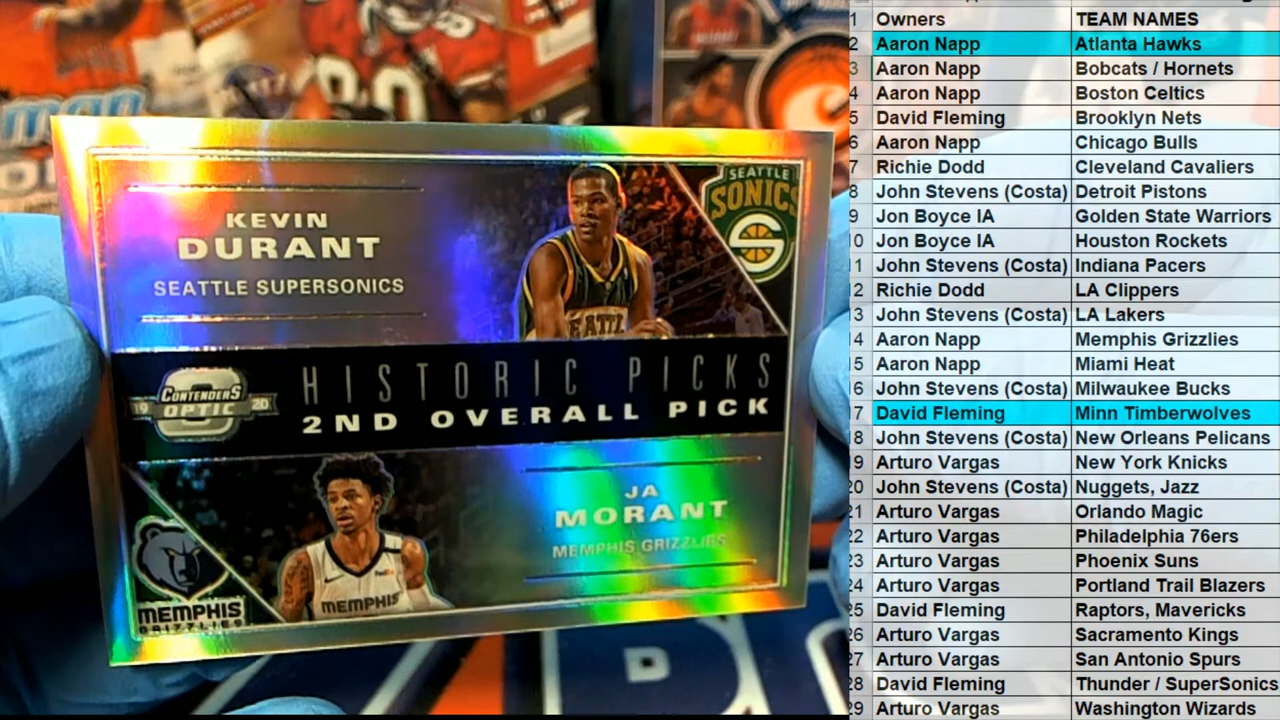 KEVIN
DURANT
SEATTLE SUPERSONICS
SEATTLE
SONICS
SEATTL
CONTENDERS
OPTIC
19 20
HISTORIC PICKS
2ND OVERALL PICK
JA
MORANT
MEMPHIS GRIZZLIES
MEMPHIS
GRIZZLIES
MEMPHIS
1 Owners TEAM NAMES
2 Aaron Napp Atlanta Hawks
3 Aaron Napp Bobcats / Hornets
4 Aaron Napp Boston Celtics
5 David Fleming Brooklyn Nets
6 Aaron Napp Chicago Bulls
7 Richie Dodd Cleveland Cavaliers
8 John Stevens (Costa) Detroit Pistons
9 Jon Boyce IA Golden State Warriors
10 Jon Boyce IA Houston Rockets
11 John Stevens (Costa) Indiana Pacers
12 Richie Dodd LA Clippers
13 John Stevens (Costa) LA Lakers
14 Aaron Napp Memphis Grizzlies
15 Aaron Napp Miami Heat
16 John Stevens (Costa) Milwaukee Bucks
7 David Fleming Minn Timberwolves
18 John Stevens (Costa) New Orleans Pelicans
19 Arturo Vargas New York Knicks
20 John Stevens (Costa) Nuggets, Jazz
21 Arturo Vargas Orlando Magic
22 Arturo Vargas Philadelphia 76ers
23 Arturo Vargas Phoenix Suns
24 Arturo Vargas Portland Trail Blazers
25 David Fleming Raptors, Mavericks
26 Arturo Vargas Sacramento Kings
27 Arturo Vargas San Antonio Spurs
28 David Fleming Thunder / SuperSonics
29 Arturo Vargas Washington Wizards